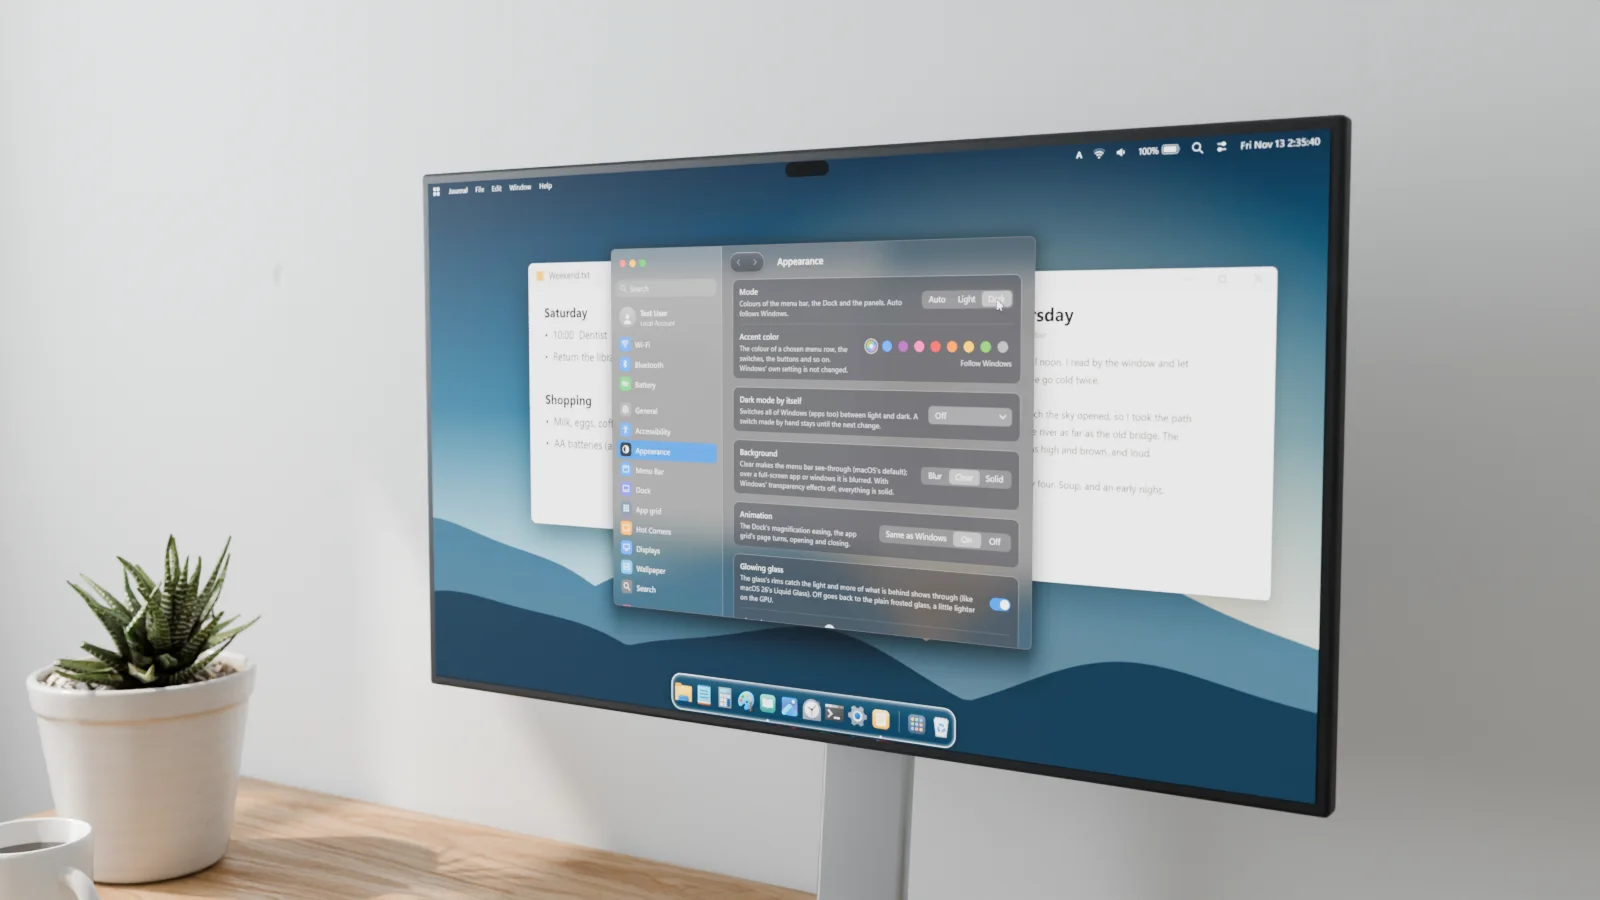 Journal File Edit Window Help
A 100% Fri Nov 13 2:35:40
Weekend.txt
Saturday
• 10:00 Dentist
• Return the libr
Shopping
• Milk, eggs, coff
• AA batteries (a
Search
Test User
Local Account
Wi-Fi
Bluetooth
Battery
General
Accessibility
Appearance
Menu Bar
Dock
App grid
Hot Corners
Displays
Wallpaper
Search
Appearance
Mode
Colours of the menu bar, the Dock and the panels. Auto
follows Windows.
Auto Light Dark
Accent color
The colour of a chosen menu row, the
switches, the buttons and so on.
Windows' own setting is not changed.
Follow Windows
Dark mode by itself
Switches all of Windows (apps too) between light and dark. A
switch made by hand stays until the next change.
Off
Background
Clear makes the menu bar see-through (macOS's default);
over a full-screen app or windows it is blurred. With
Windows' transparency effects off, everything is solid.
Blur Clear Solid
Animation
The Dock's magnification easing, the app
grid's page turns, opening and closing.
Same as Windows On Off
Glowing glass
The glass's rims catch the light and more of what is behind shows through (like
macOS 26's Liquid Glass). Off goes back to the plain frosted glass, a little lighter
on the GPU.
rsday
l noon. I read by the window and let
e go cold twice.
ch the sky opened, so I took the path
e river as far as the old bridge. The
s high and brown, and loud.
y four. Soup, and an early night.